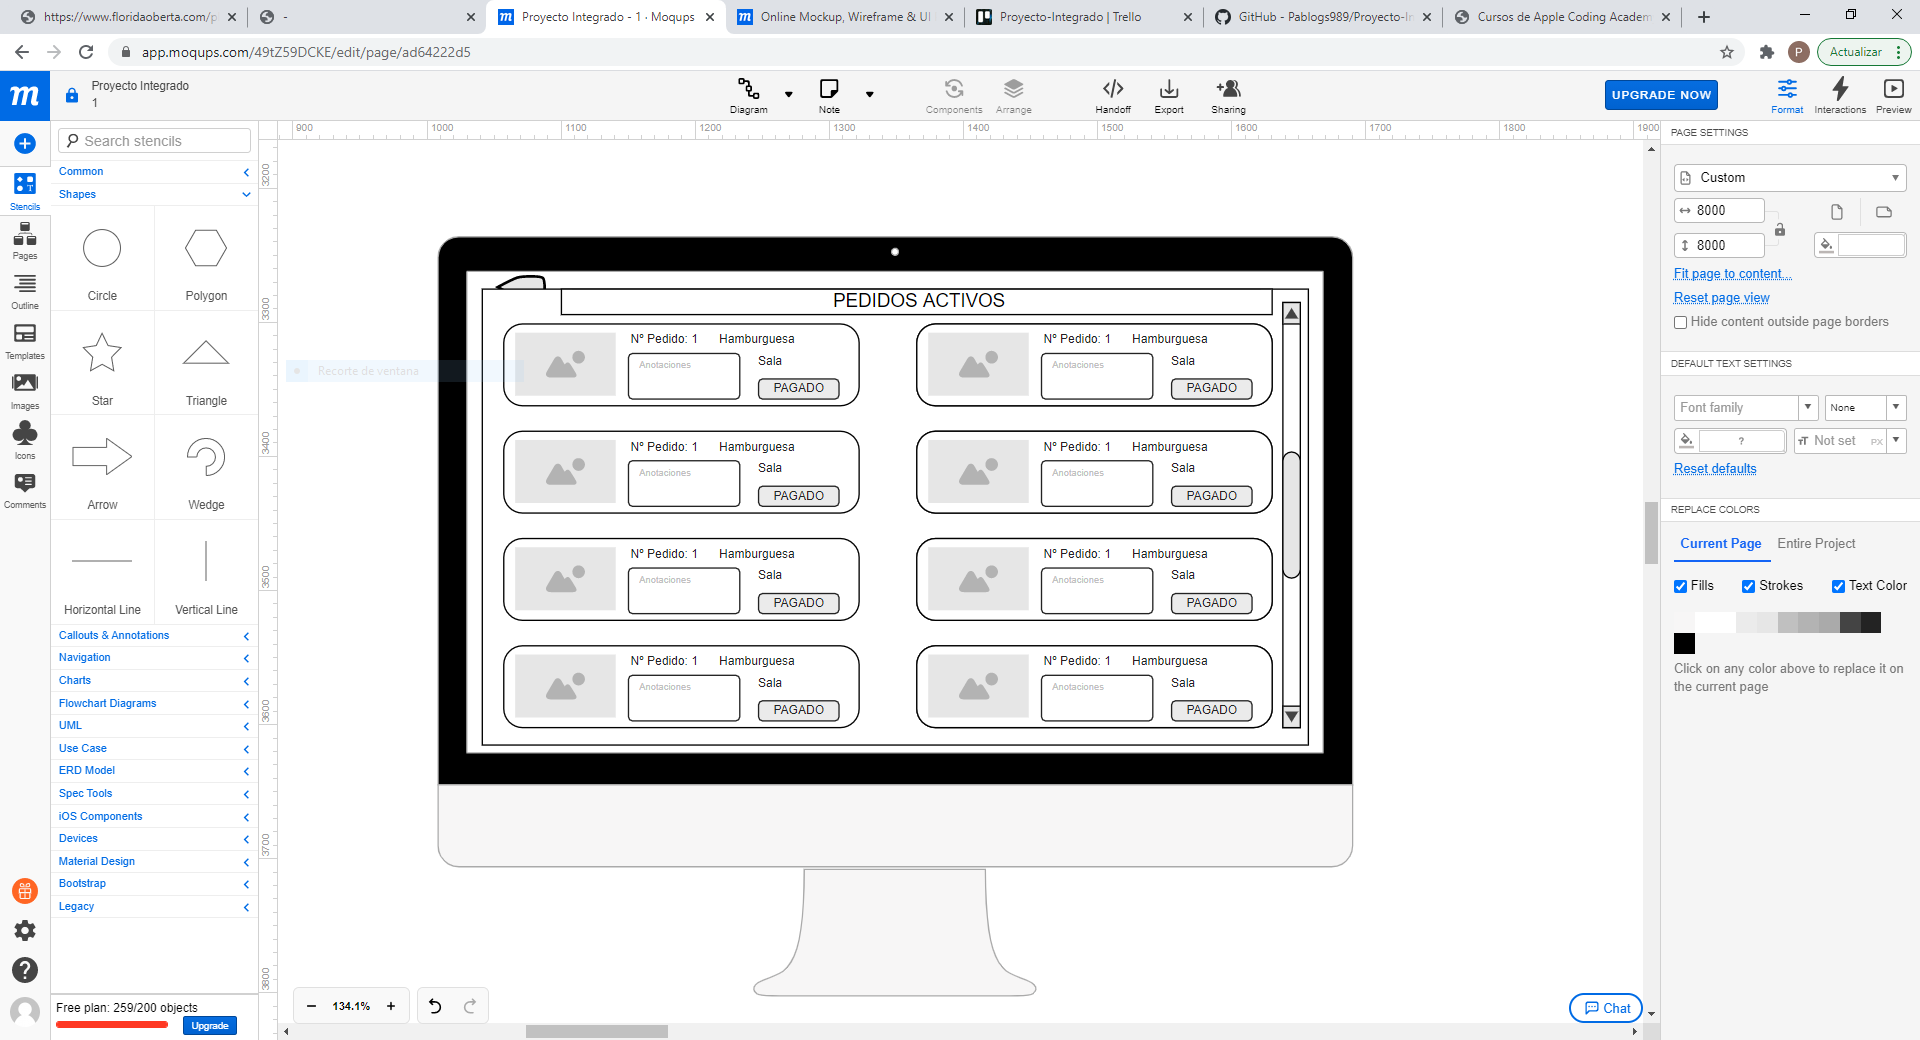 https://www.floridaoberta.com/pl
-
Proyecto Integrado - 1 · Moqups
Online Mockup, Wireframe & UI
Proyecto-Integrado | Trello
GitHub - Pablogs989/Proyecto-In
Cursos de Apple Coding Academ
app.moqups.com/49tZ59DCKE/edit/page/ad64222d5
P
Actualizar
m
Proyecto Integrado
1
Diagram
Note
Components
Arrange
Handoff
Export
Sharing
UPGRADE NOW
Format
Interactions
Preview
Stencils
Pages
Outline
Templates
Images
Icons
Comments
Search stencils
Common
Shapes
Circle
Polygon
Star
Triangle
Arrow
Wedge
Horizontal Line
Vertical Line
Callouts & Annotations
Navigation
Charts
Flowchart Diagrams
UML
Use Case
ERD Model
Spec Tools
iOS Components
Devices
Material Design
Bootstrap
Legacy
Free plan: 259/200 objects
Upgrade
900 1000 1100 1200 1300 1400 1500 1600 1700 1800 1900
3200
3300
3400
3500
3600
3700
3800
Recorte de ventana
PEDIDOS ACTIVOS
Nº Pedido: 1 Hamburguesa
Anotaciones
Sala
PAGADO
Nº Pedido: 1 Hamburguesa
Anotaciones
Sala
PAGADO
Nº Pedido: 1 Hamburguesa
Anotaciones
Sala
PAGADO
Nº Pedido: 1 Hamburguesa
Anotaciones
Sala
PAGADO
Nº Pedido: 1 Hamburguesa
Anotaciones
Sala
PAGADO
Nº Pedido: 1 Hamburguesa
Anotaciones
Sala
PAGADO
Nº Pedido: 1 Hamburguesa
Anotaciones
Sala
PAGADO
Nº Pedido: 1 Hamburguesa
Anotaciones
Sala
PAGADO
134.1%
Chat
PAGE SETTINGS
Custom
8000
8000
Fit page to content...
Reset page view
Hide content outside page borders
DEFAULT TEXT SETTINGS
Font family
None
?
Not set PX
Reset defaults
REPLACE COLORS
Current Page
Entire Project
Fills
Strokes
Text Color
Click on any color above to replace it on
the current page